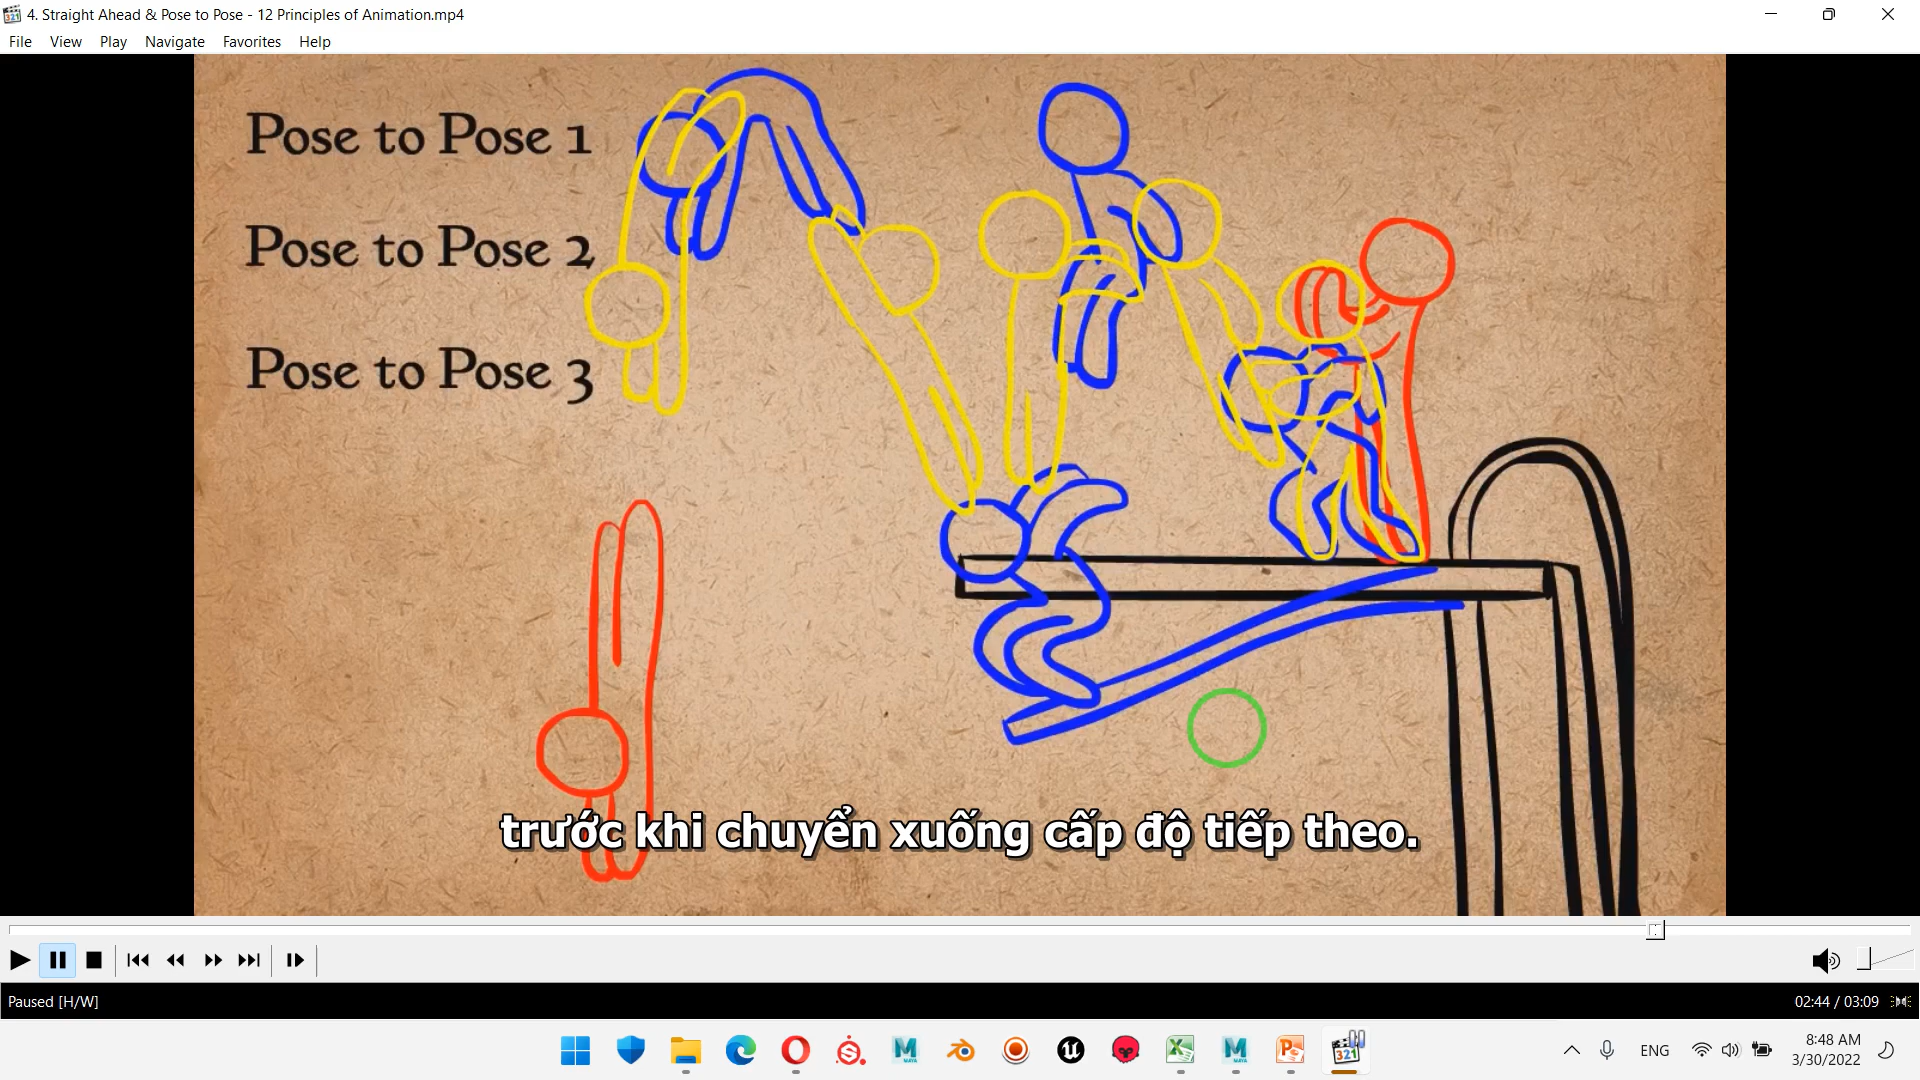 4. Straight Ahead & Pose to Pose - 12 Principles of Animation.mp4
File View Play Navigate Favorites Help
Pose to Pose 1
Pose to Pose 2
Pose to Pose 3
trước khi chuyển xuống cấp độ tiếp theo.
Paused [H/W]
02:44 / 03:09
ENG
8:48 AM
3/30/2022